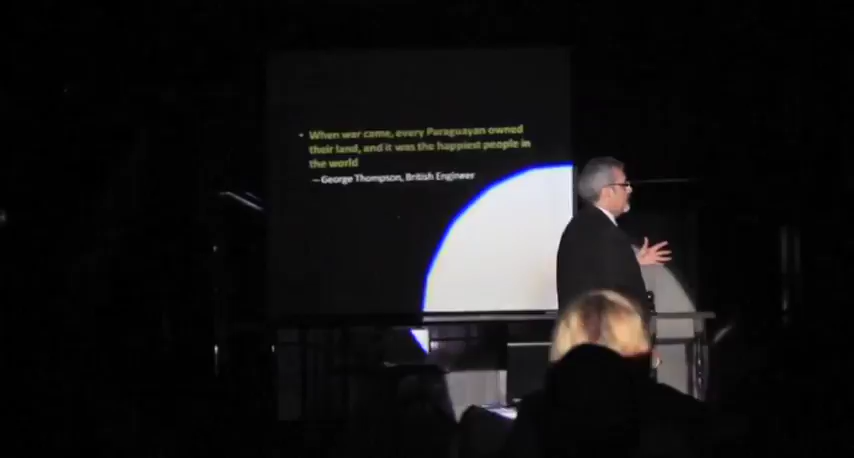 • When war came, every Paraguayan owned
their land, and it was the happiest people in
the world
—George Thompson, British Engineer